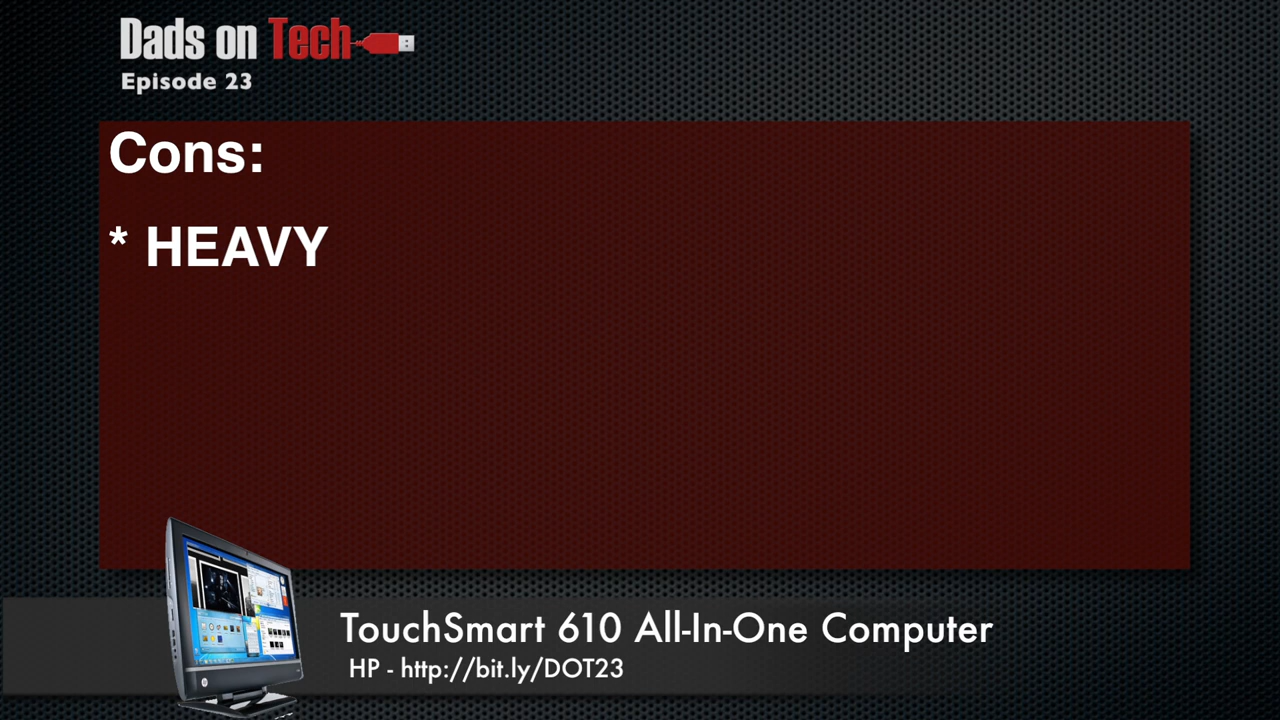 Dads on Tech
Episode 23
Cons:
* HEAVY
TouchSmart 610 All-In-One Computer
HP - http://bit.ly/DOT23